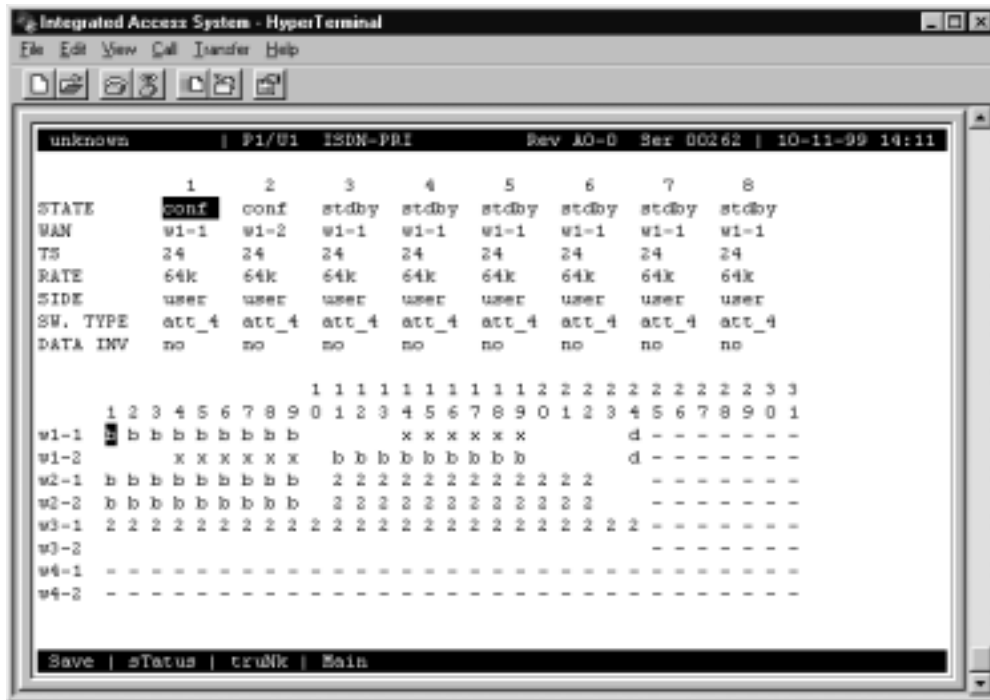 Integrated Access System - HyperTerminal
File Edit View Call Transfer Help
unknown | P1/U1 ISDN-PRI Rev A0-0 Ser 00262 | 10-11-99 14:11
1 2 3 4 5 6 7 8
STATE conf conf stdby stdby stdby stdby stdby stdby
WAN w1-1 w1-2 w1-1 w1-1 w1-1 w1-1 w1-1 w1-1
TS 24 24 24 24 24 24 24 24
RATE 64k 64k 64k 64k 64k 64k 64k 64k
SIDE user user user user user user user user
SW. TYPE att_4 att_4 att_4 att_4 att_4 att_4 att_4 att_4
DATA INV no no no no no no no no
1 1 1 1 1 1 1 1 1 1 2 2 2 2 2 2 2 2 2 2 3 3
1 2 3 4 5 6 7 8 9 0 1 2 3 4 5 6 7 8 9 0 1 2 3 4 5 6 7 8 9 0 1
w1-1 b b b b b b b b b x x x x x x d - - - - - - -
w1-2 x x x x x x b b b b b b b b b d - - - - - - -
w2-1 b b b b b b b b b 2 2 2 2 2 2 2 2 2 2 2 2 - - - - - - -
w2-2 b b b b b b b b b 2 2 2 2 2 2 2 2 2 2 2 2 - - - - - - -
w3-1 2 2 2 2 2 2 2 2 2 2 2 2 2 2 2 2 2 2 2 2 2 2 2 2 - - - - - - -
w3-2 - - - - - - -
w4-1 - - - - - - - - - - - - - - - - - - - - - - - - - - - - - - -
w4-2 - - - - - - - - - - - - - - - - - - - - - - - - - - - - - - -
Save | sTatus | truNk | Main